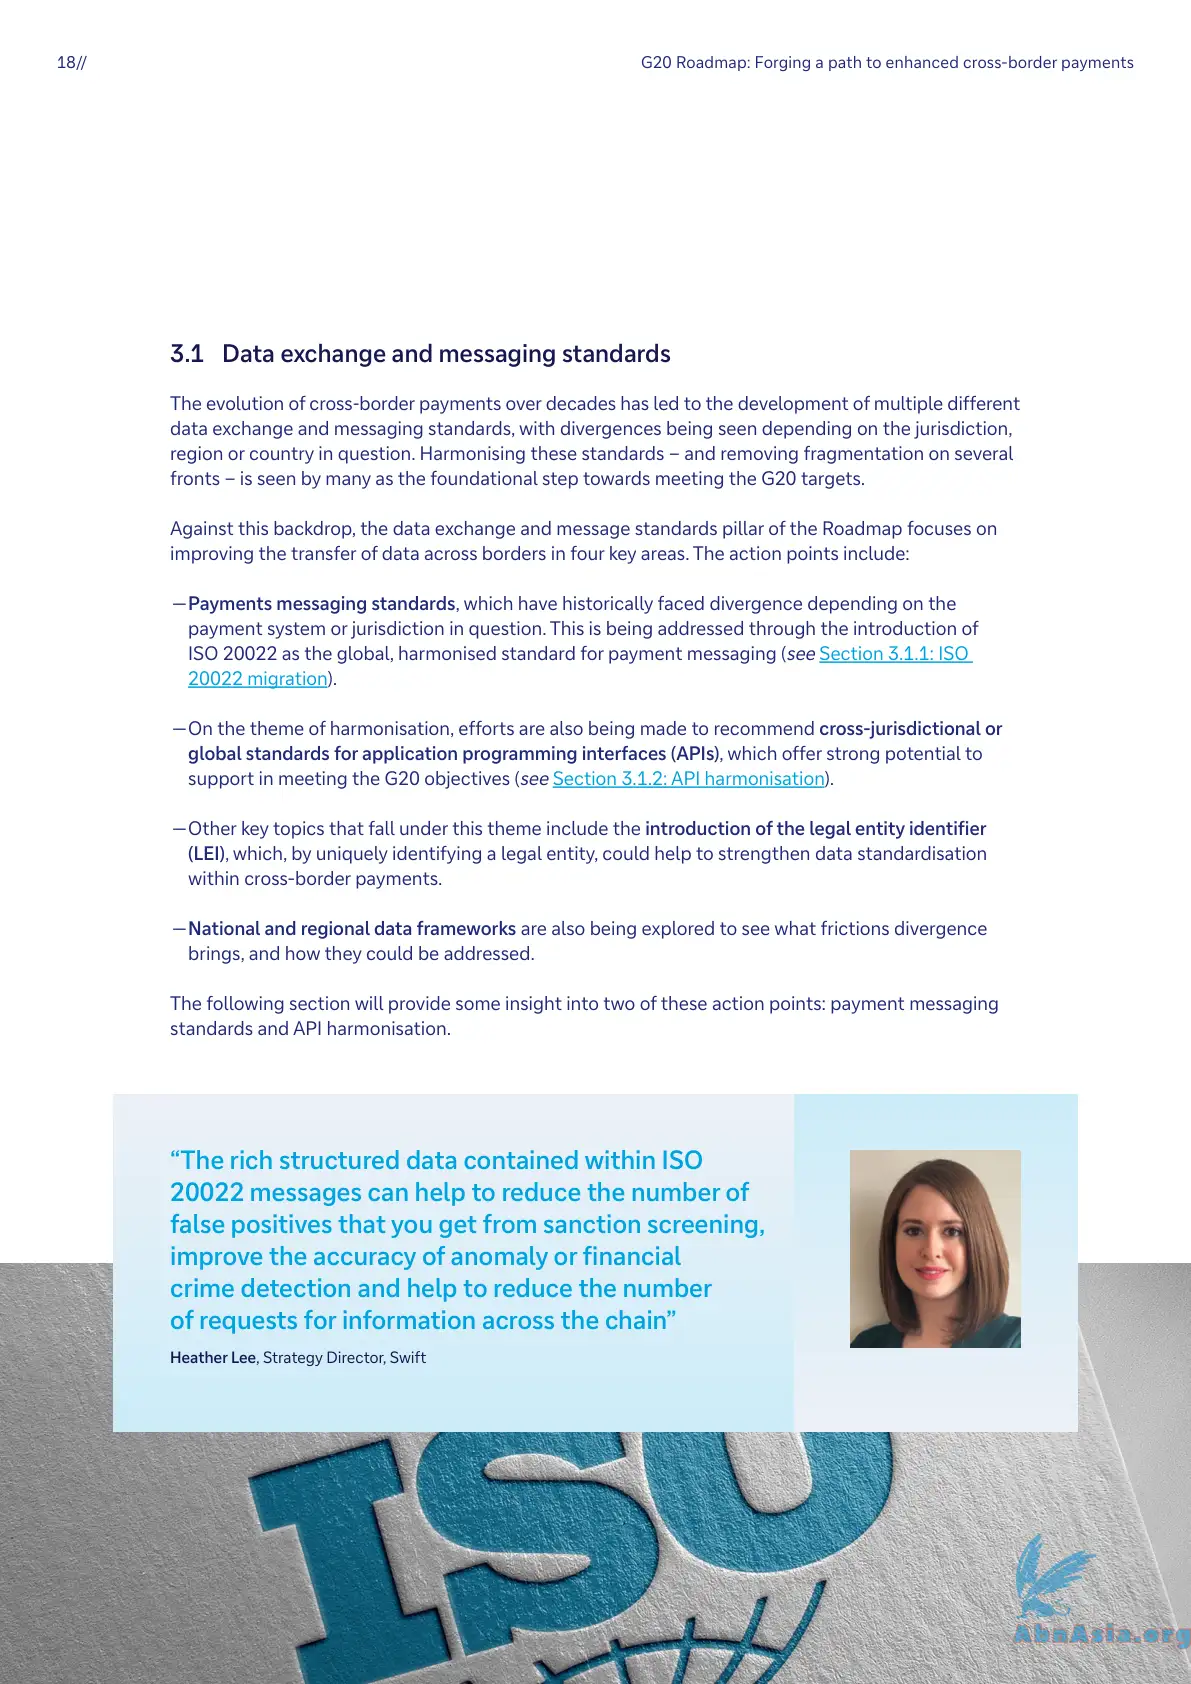 18//
G20 Roadmap: Forging a path to enhanced cross-border payments
3.1 Data exchange and messaging standards
The evolution of cross-border payments over decades has led to the development of multiple different
data exchange and messaging standards, with divergences being seen depending on the jurisdiction,
region or country in question. Harmonising these standards – and removing fragmentation on several
fronts – is seen by many as the foundational step towards meeting the G20 targets.
Against this backdrop, the data exchange and message standards pillar of the Roadmap focuses on
improving the transfer of data across borders in four key areas. The action points include:
—Payments messaging standards, which have historically faced divergence depending on the
payment system or jurisdiction in question. This is being addressed through the introduction of
ISO 20022 as the global, harmonised standard for payment messaging (see Section 3.1.1: ISO
20022 migration).
—On the theme of harmonisation, efforts are also being made to recommend cross-jurisdictional or
global standards for application programming interfaces (APIs), which offer strong potential to
support in meeting the G20 objectives (see Section 3.1.2: API harmonisation).
—Other key topics that fall under this theme include the introduction of the legal entity identifier
(LEI), which, by uniquely identifying a legal entity, could help to strengthen data standardisation
within cross-border payments.
—National and regional data frameworks are also being explored to see what frictions divergence
brings, and how they could be addressed.
The following section will provide some insight into two of these action points: payment messaging
standards and API harmonisation.
“The rich structured data contained within ISO
20022 messages can help to reduce the number of
false positives that you get from sanction screening,
improve the accuracy of anomaly or financial
crime detection and help to reduce the number
of requests for information across the chain”
Heather Lee, Strategy Director, Swift
ISO
AbnAsia.org